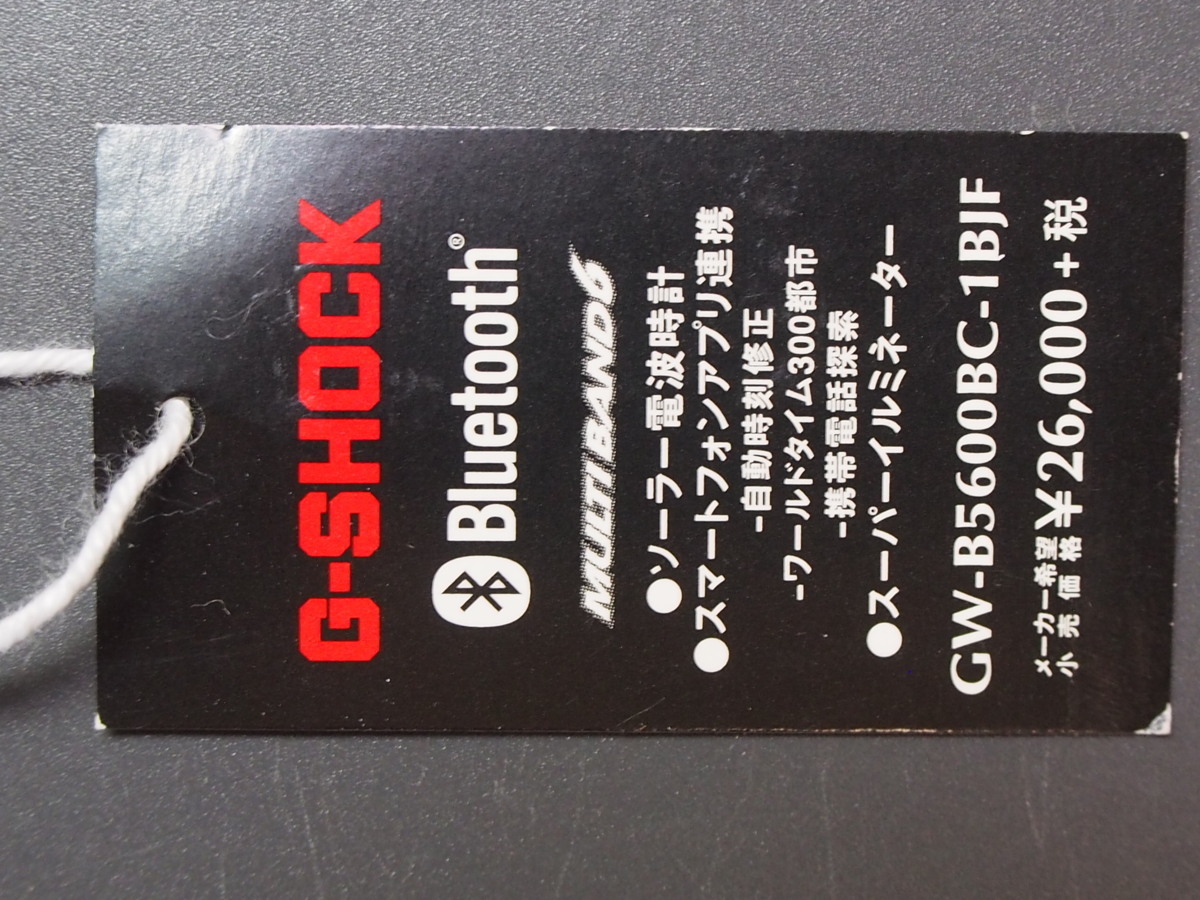 G-SHOCK
Bluetooth®
MULTIBAND6
●ソーラー電波時計
●スマートフォンアプリ連携
-自動時刻修正
-ワールドタイム300都市
-携帯電話探索
●スーパーイルミネーター
GW-B5600BC-1BJF
メーカー希望小売価格¥26,000+税